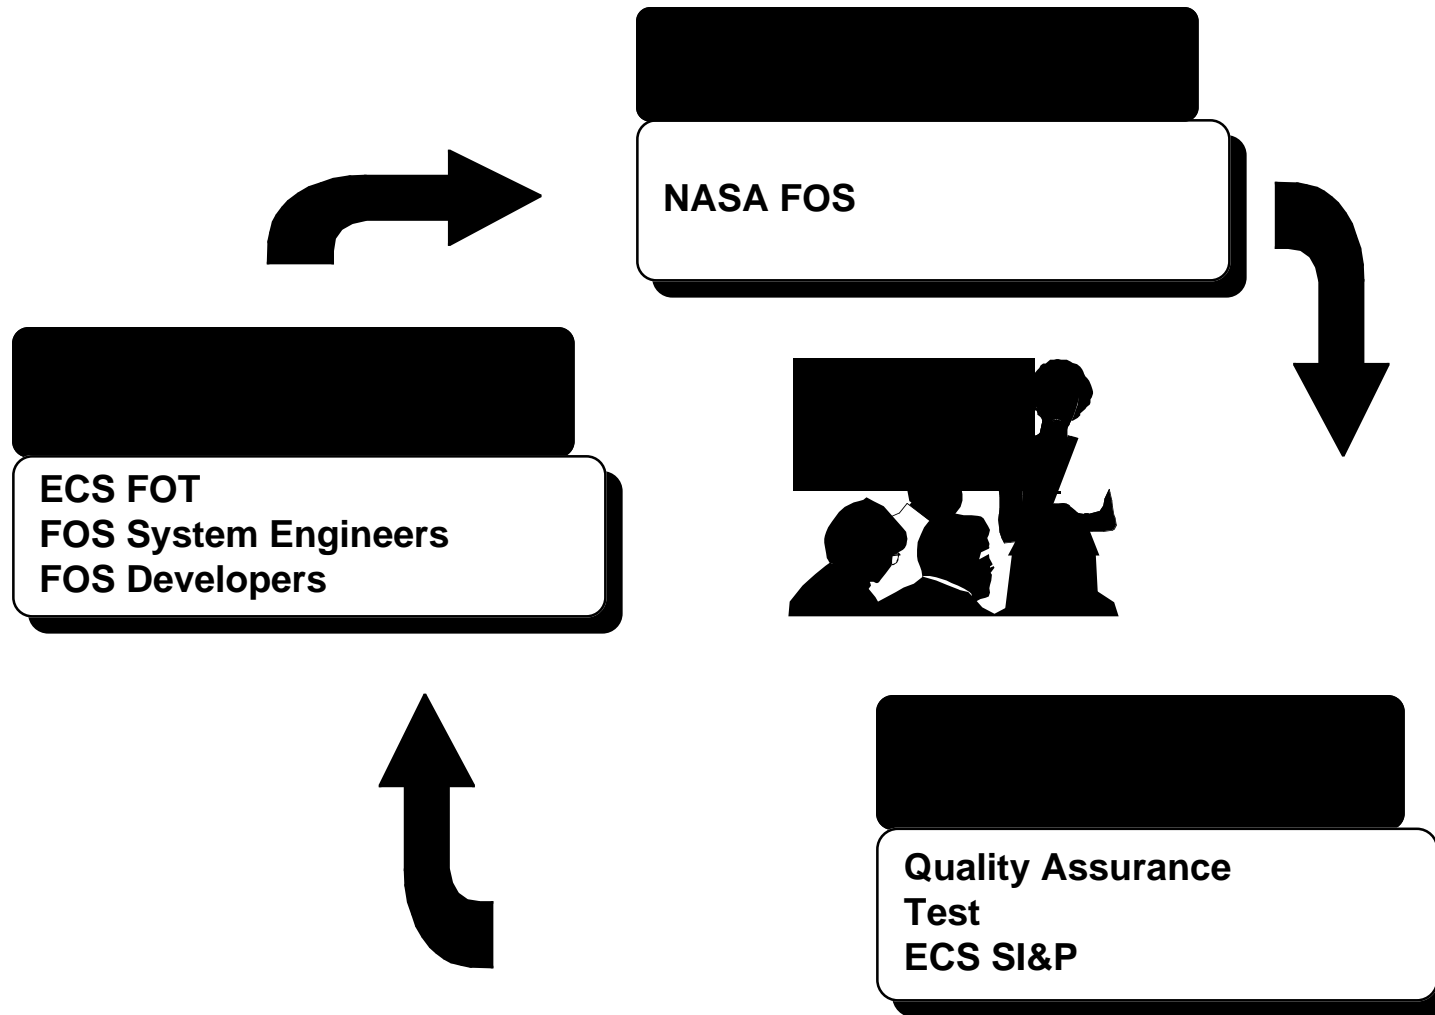 NASA FOS
ECS FOT
FOS System Engineers
FOS Developers
Quality Assurance
Test
ECS SI&P